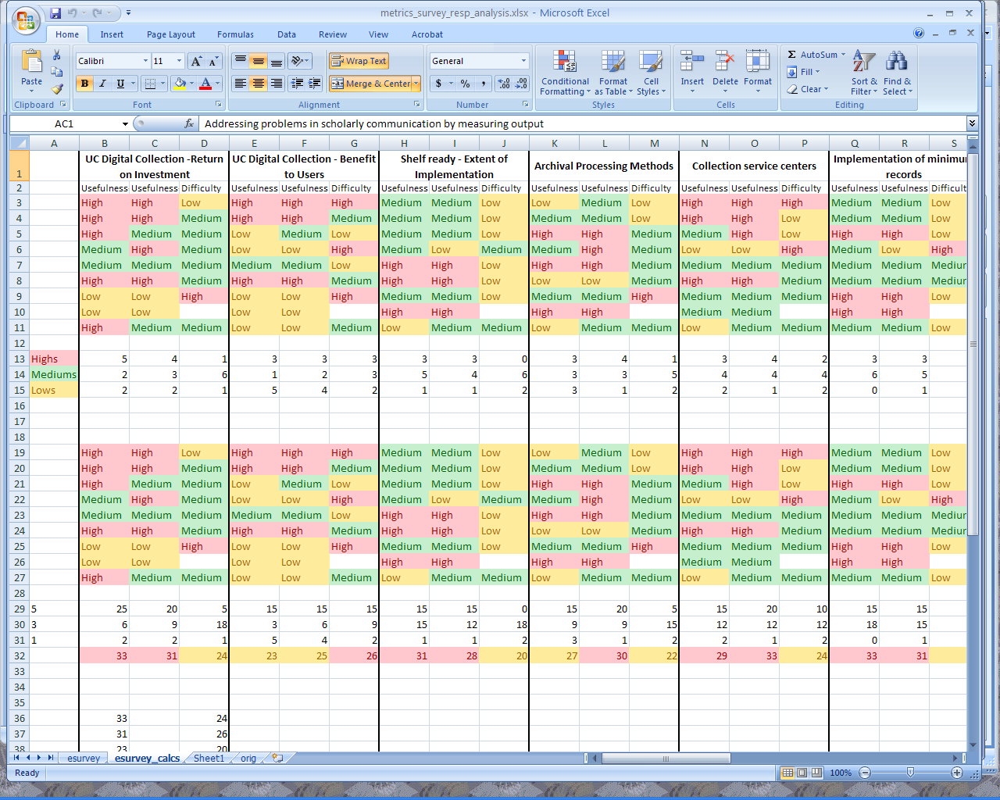 metrics_survey_resp_analysis.xlsx - Microsoft Excel
Home Insert Page Layout Formulas Data Review View Acrobat
Paste Calibri 11 Wrap Text General Conditional Formatting Format as Table Cell Styles Insert Delete Format AutoSum Fill Clear Sort & Filter Find & Select
B I U A A A Merge & Center $ % ,
Clipboard Font Alignment Number Styles Cells Editing
AC1 fx Addressing problems in scholarly communication by measuring output
A B C D E F G H I J K L M N O P Q R S
1 UC Digital Collection -Return on Investment UC Digital Collection - Benefit to Users Shelf ready - Extent of Implementation Archival Processing Methods Collection service centers Implementation of minimum records
2 Usefulness Usefulness Difficulty Usefulness Usefulness Difficulty Usefulness Usefulness Difficulty Usefulness Usefulness Difficulty Usefulness Usefulness Difficulty Usefulness Usefulness Difficult
3 High High Low High High High Medium Medium Low Low Medium Low High High High Medium Medium Low
4 High High Medium High High Medium Medium Medium Low Medium Medium Low High High Low Medium Medium Low
5 High Medium Medium Low Medium Low Medium Medium Low High High Medium Medium High Low High High Low
6 Medium High Medium Low Low High Medium Low Medium Medium High Medium Low Low High Medium Low High
7 Medium Medium Medium Medium Medium Low High High Low High High Medium Medium Medium Medium Medium Medium Medium
8 High High Medium High High Medium High High Low Low Low Medium High High Medium Medium Medium Medium
9 Low Low High Low Low High Medium Medium Low Medium Medium High Medium Medium Medium High High Low
10 Low Low Low Low High High High High Medium Medium High High
11 High Medium Medium Low Low Medium Low Medium Medium Low Medium Medium Low Medium Medium Medium Medium Low
12
13 Highs 5 4 1 3 3 3 3 3 0 3 4 1 3 4 2 3 3
14 Mediums 2 3 6 1 2 3 5 4 6 3 3 5 4 4 4 6 5
15 Lows 2 2 1 5 4 2 1 1 2 3 1 2 2 1 2 0 1
16
17
18
19 High High Low High High High Medium Medium Low Low Medium Low High High High Medium Medium Low
20 High High Medium High High Medium Medium Medium Low Medium Medium Low High High Low Medium Medium Low
21 High Medium Medium Low Medium Low Medium Medium Low High High Medium Medium High Low High High Low
22 Medium High Medium Low Low High Medium Low Medium Medium High Medium Low Low High Medium Low High
23 Medium Medium Medium Medium Medium Low High High Low High High Medium Medium Medium Medium Medium Medium Medium
24 High High Medium High High Medium High High Low Low Low Medium High High Medium Medium Medium Medium
25 Low Low High Low Low High Medium Medium Low Medium Medium High Medium Medium Medium High High Low
26 Low Low Low Low High High High High Medium Medium High High
27 High Medium Medium Low Low Medium Low Medium Medium Low Medium Medium Low Medium Medium Medium Medium Low
28
29 5 25 20 5 15 15 15 15 15 0 15 20 5 15 20 10 15 15
30 3 6 9 18 3 6 9 15 12 18 9 9 15 12 12 12 18 15
31 1 2 2 1 5 4 2 1 1 2 3 1 2 2 1 2 0 1
32 33 31 24 23 25 26 31 28 20 27 30 22 29 33 24 33 31
33
34
35
36 33 24
37 31 26
38 23 20
esurvey esurvey_calcs Sheet1 orig
Ready 100%